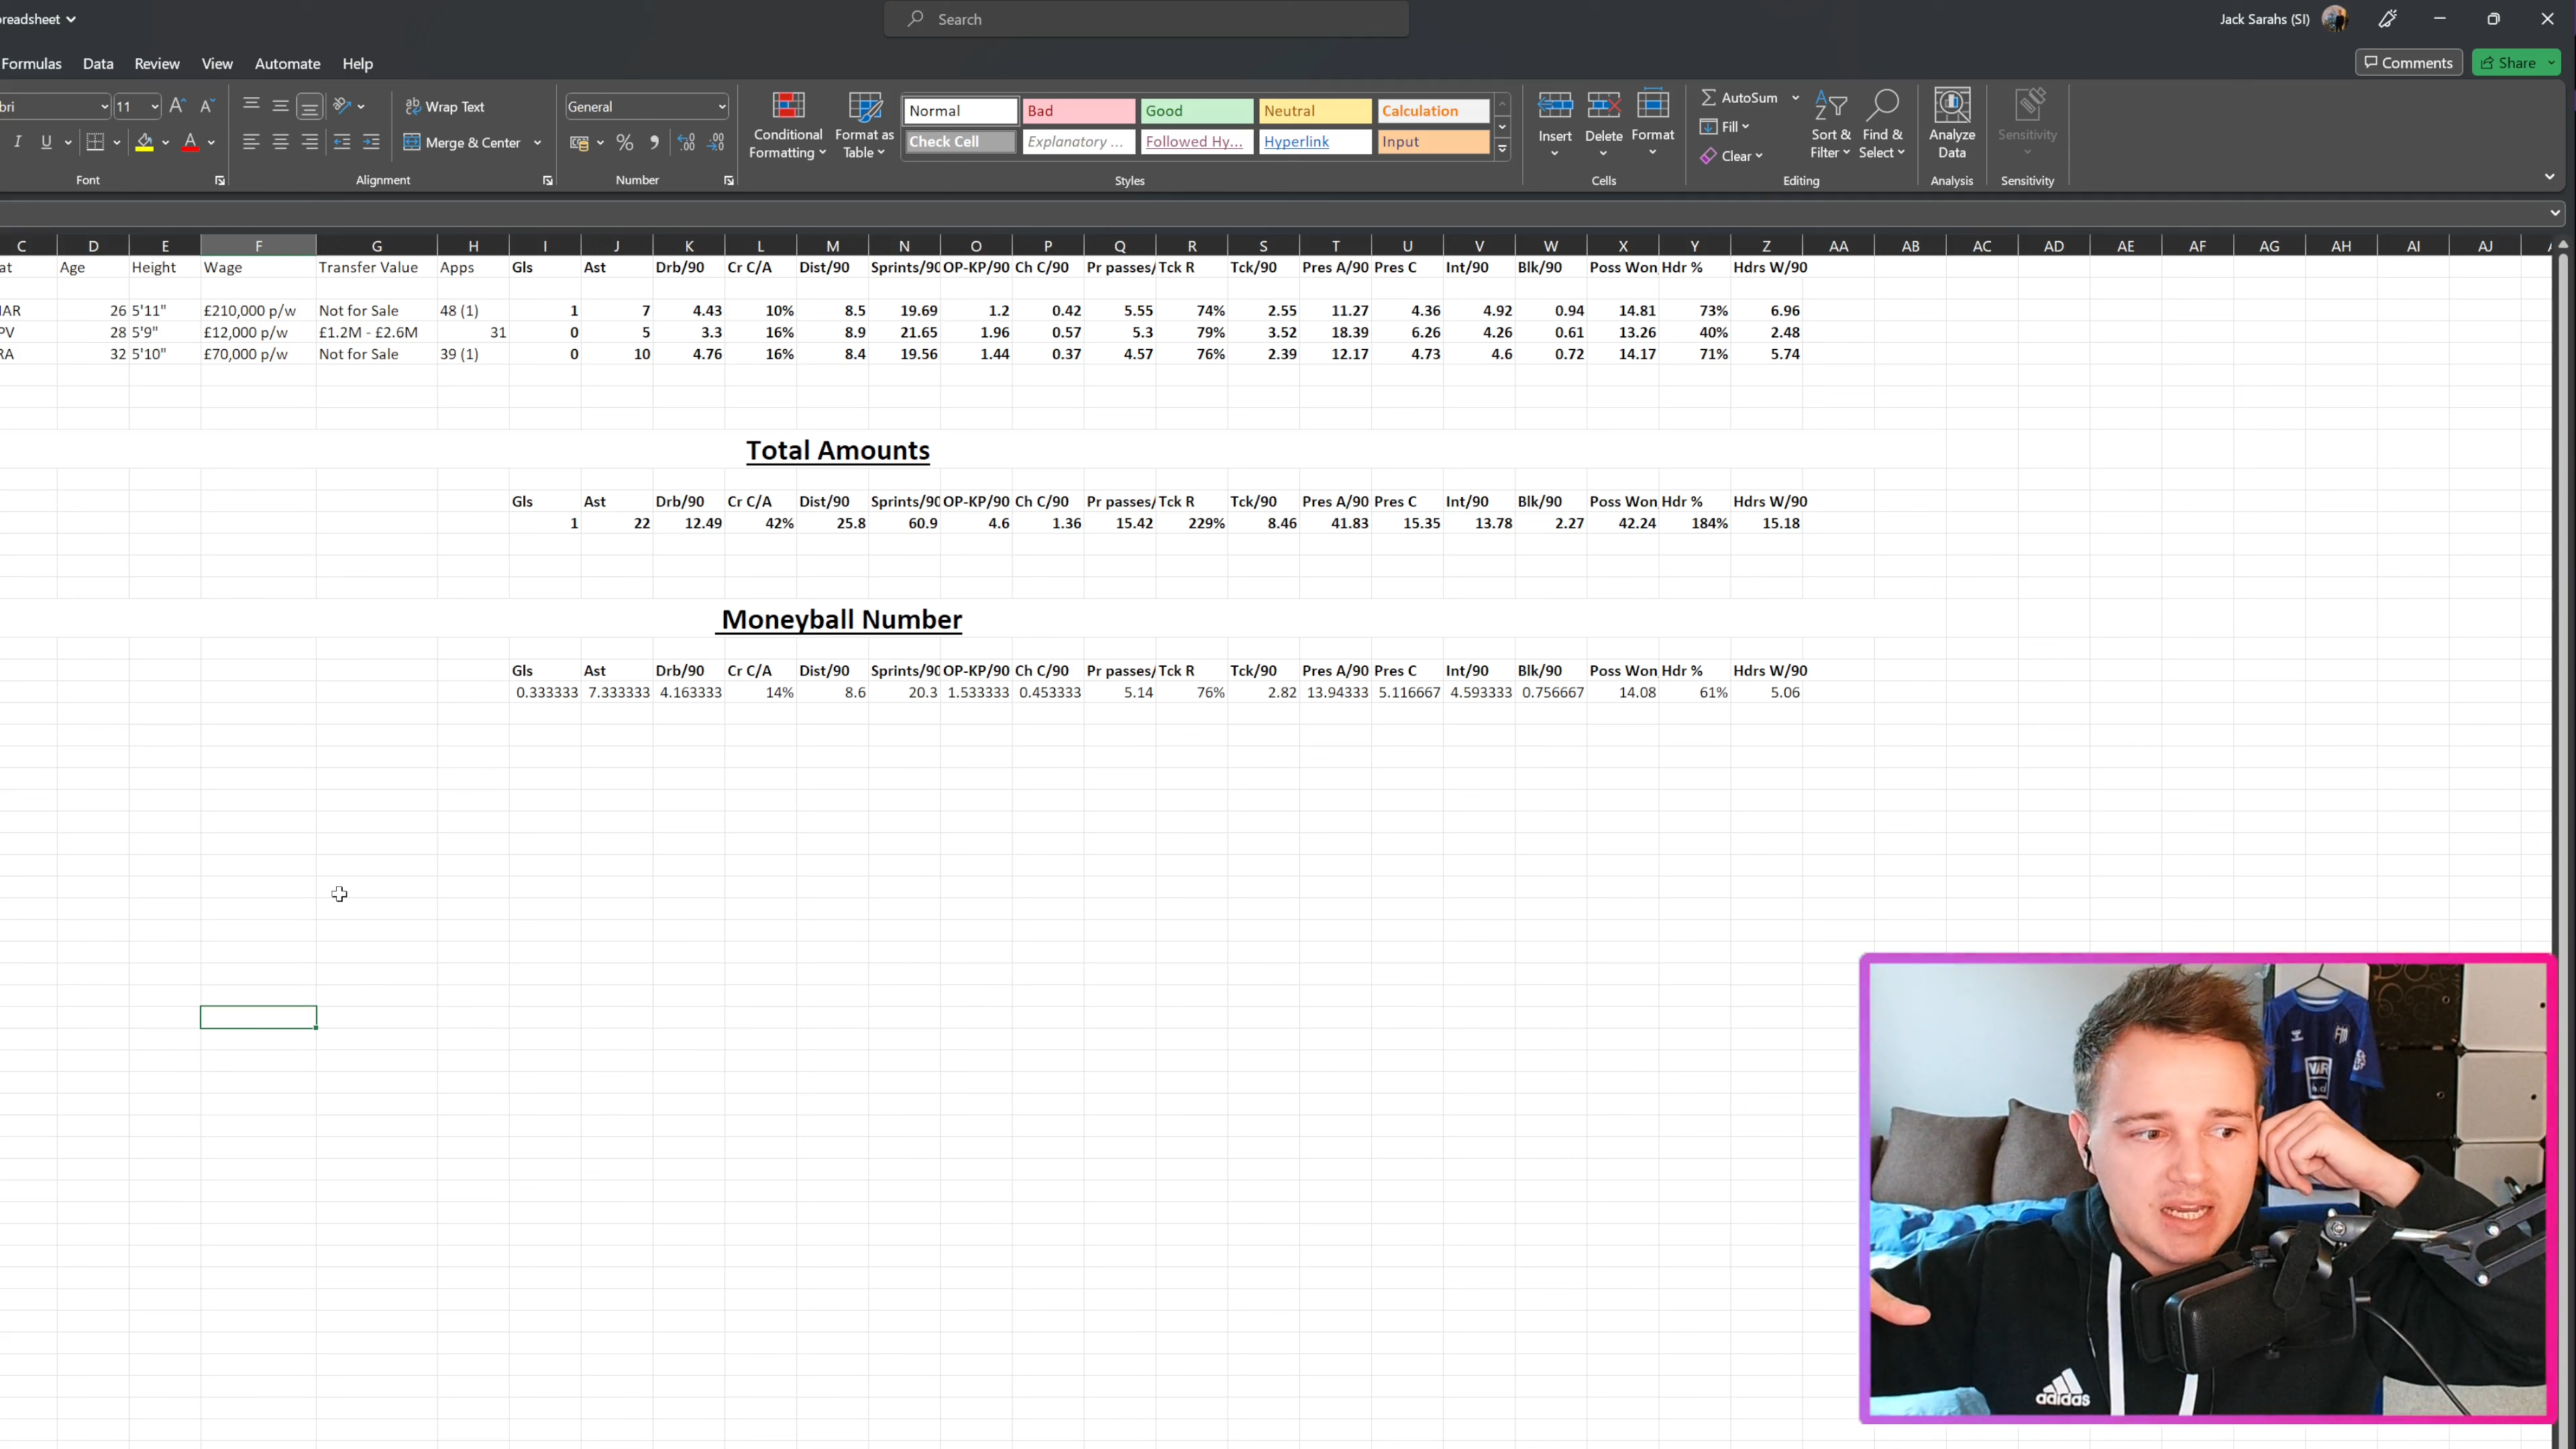 readsheet
Search
Jack Sarahs (SI)
Formulas Data Review View Automate Help
Comments Share
bri 11 Wrap Text General Normal Bad Good Neutral Calculation AutoSum
Conditional Formatting Format as Table Insert Delete Format Fill Sort & Filter Find & Select Analyze Data Sensitivity
I U A Merge & Center % Check Cell Explanatory ... Followed Hy... Hyperlink Input Clear
Font Alignment Number Styles Cells Editing Analysis Sensitivity
C D E F G H I J K L M N O P Q R S T U V W X Y Z AA AB AC AD AE AF AG AH AI AJ
at Age Height Wage Transfer Value Apps Gls Ast Drb/90 Cr C/A Dist/90 Sprints/90 OP-KP/90 Ch C/90 Pr passes/ Tck R Tck/90 Pres A/90 Pres C Int/90 Blk/90 Poss Won Hdr % Hdrs W/90
AR 26 5'11" £210,000 p/w Not for Sale 48 (1) 1 7 4.43 10% 8.5 19.69 1.2 0.42 5.55 74% 2.55 11.27 4.36 4.92 0.94 14.81 73% 6.96
PV 28 5'9" £12,000 p/w £1.2M - £2.6M 31 0 5 3.3 16% 8.9 21.65 1.96 0.57 5.3 79% 3.52 18.39 6.26 4.26 0.61 13.26 40% 2.48
RA 32 5'10" £70,000 p/w Not for Sale 39 (1) 0 10 4.76 16% 8.4 19.56 1.44 0.37 4.57 76% 2.39 12.17 4.73 4.6 0.72 14.17 71% 5.74
Total Amounts
Gls Ast Drb/90 Cr C/A Dist/90 Sprints/90 OP-KP/90 Ch C/90 Pr passes/ Tck R Tck/90 Pres A/90 Pres C Int/90 Blk/90 Poss Won Hdr % Hdrs W/90
1 22 12.49 42% 25.8 60.9 4.6 1.36 15.42 229% 8.46 41.83 15.35 13.78 2.27 42.24 184% 15.18
Moneyball Number
Gls Ast Drb/90 Cr C/A Dist/90 Sprints/90 OP-KP/90 Ch C/90 Pr passes/ Tck R Tck/90 Pres A/90 Pres C Int/90 Blk/90 Poss Won Hdr % Hdrs W/90
0.333333 7.333333 4.163333 14% 8.6 20.3 1.533333 0.453333 5.14 76% 2.82 13.94333 5.116667 4.593333 0.756667 14.08 61% 5.06
FM
adidas